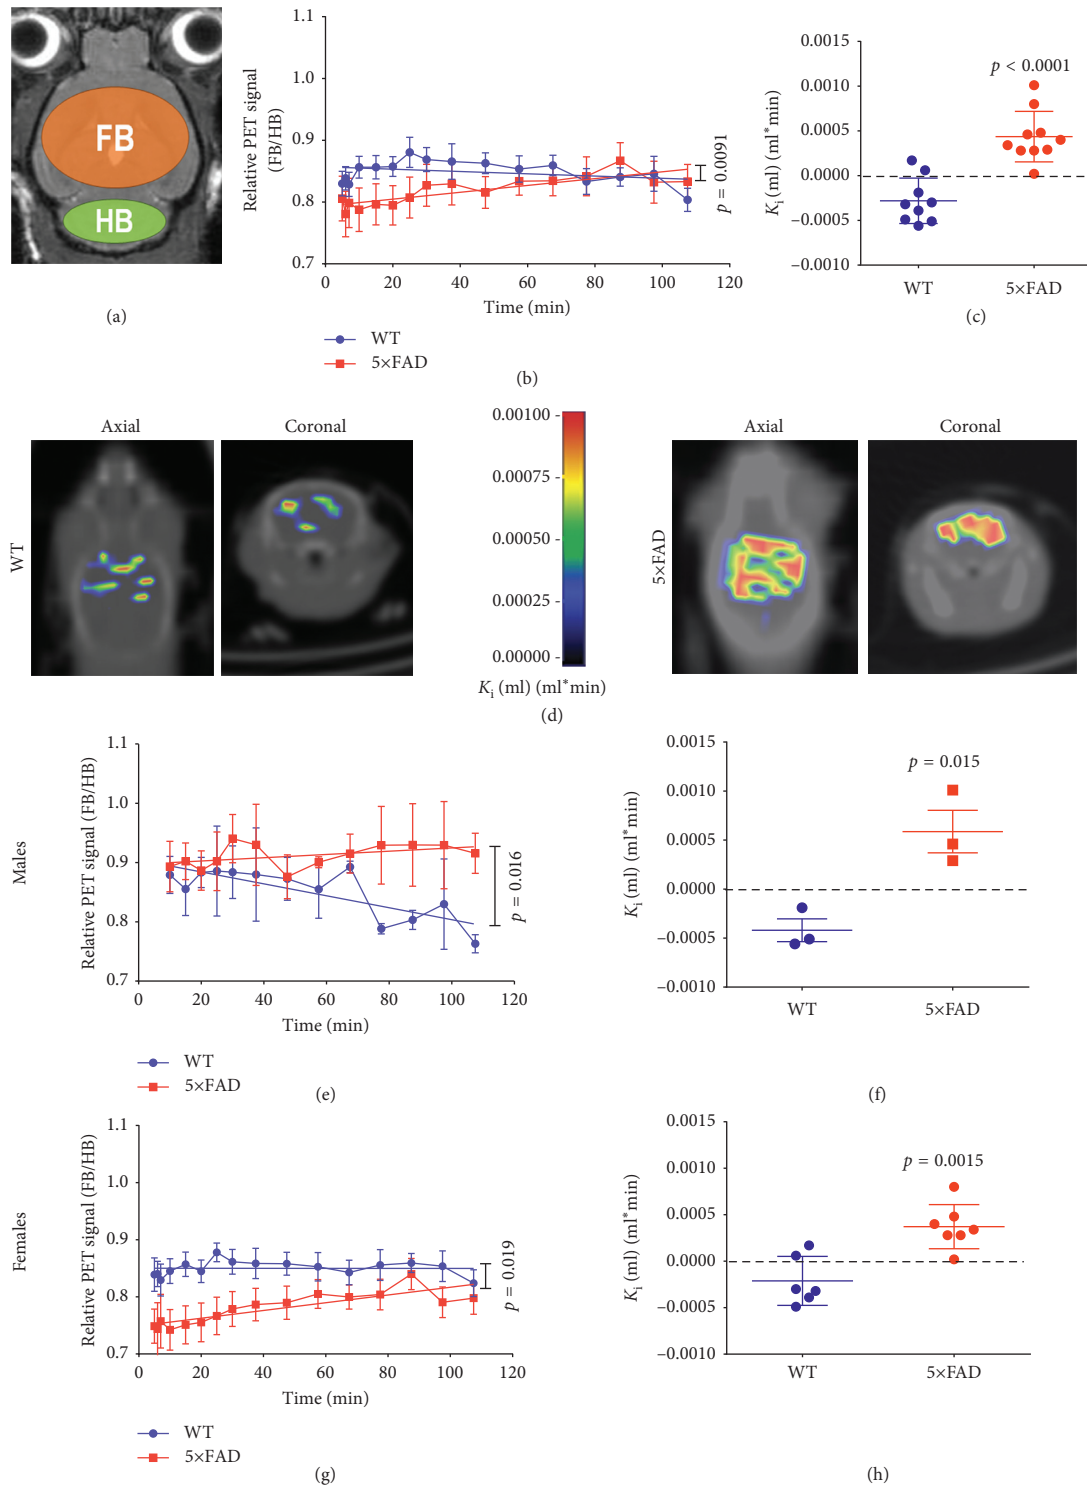 FB
HB
(a)
1.1
1.0
0.9
0.8
0.7
Relative PET signal
(FB/HB)
0
20
40
60
80
100
120
Time (min)
p = 0.0091
WT
5×FAD
(b)
0.0015
0.0010
0.0005
0.0000
−0.0005
−0.0010
Ki (ml) (ml*min)
p < 0.0001
WT
5×FAD
(c)
Axial
Coronal
WT
0.00100
0.00075
0.00050
0.00025
0.00000
Ki (ml) (ml*min)
Axial
Coronal
5×FAD
(d)
Males
1.1
1.0
0.9
0.8
0.7
Relative PET signal (FB/HB)
0
20
40
60
80
100
120
Time (min)
p = 0.016
WT
5×FAD
(e)
0.0015
0.0010
0.0005
0.0000
−0.0005
−0.0010
Ki (ml) (ml*min)
p = 0.015
WT
5×FAD
(f)
Females
1.1
1.0
0.9
0.8
0.7
Relative PET signal (FB/HB)
0
20
40
60
80
100
120
Time (min)
p = 0.019
WT
5×FAD
(g)
0.0015
0.0010
0.0005
0.0000
−0.0005
−0.0010
Ki (ml) (ml*min)
p = 0.0015
WT
5×FAD
(h)